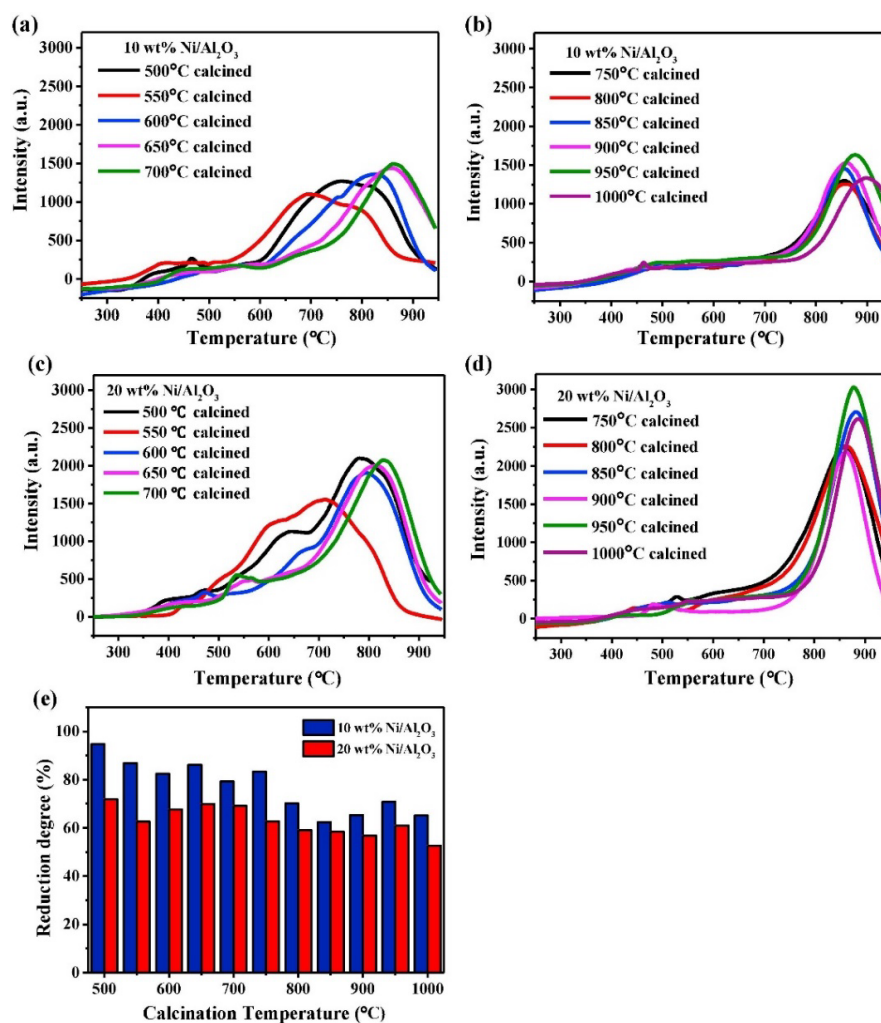 (a)
10 wt% Ni/Al₂O₃
500°C calcined
550°C calcined
600°C calcined
650°C calcined
700°C calcined
Intensity (a.u.)
3000
2500
2000
1500
1000
500
0
300 400 500 600 700 800 900
Temperature (°C)
(b)
10 wt% Ni/Al₂O₃
750°C calcined
800°C calcined
850°C calcined
900°C calcined
950°C calcined
1000°C calcined
Intensity (a.u.)
3000
2500
2000
1500
1000
500
0
300 400 500 600 700 800 900
Temperature (°C)
(c)
20 wt% Ni/Al₂O₃
500 °C calcined
550 °C calcined
600 °C calcined
650 °C calcined
700 °C calcined
Intensity (a.u.)
3000
2500
2000
1500
1000
500
0
300 400 500 600 700 800 900
Temperature (°C)
(d)
20 wt% Ni/Al₂O₃
750°C calcined
800°C calcined
850°C calcined
900°C calcined
950°C calcined
1000°C calcined
Intensity (a.u.)
3000
2500
2000
1500
1000
500
0
300 400 500 600 700 800 900
Temperature (°C)
(e)
10 wt% Ni/Al₂O₃
20 wt% Ni/Al₂O₃
Reduction degree (%)
100
80
60
40
20
0
500 600 700 800 900 1000
Calcination Temperature (°C)